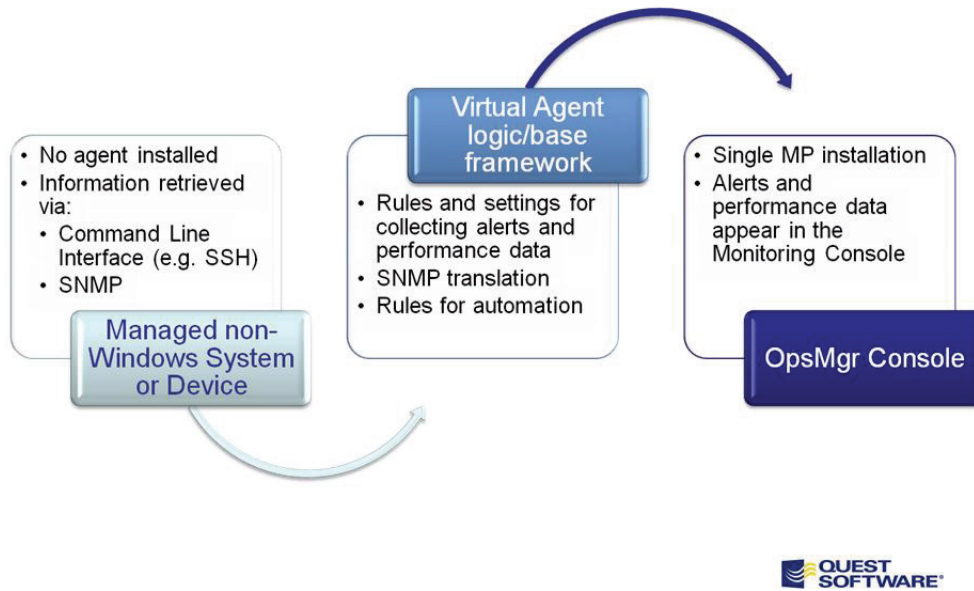 • No agent installed
• Information retrieved
via:
• Command Line
Interface (e.g. SSH)
• SNMP
Managed non-
Windows System
or Device
Virtual Agent
logic/base
framework
• Rules and settings for
collecting alerts and
performance data
• SNMP translation
• Rules for automation
• Single MP installation
• Alerts and
performance data
appear in the
Monitoring Console
OpsMgr Console
QUEST
SOFTWARE®